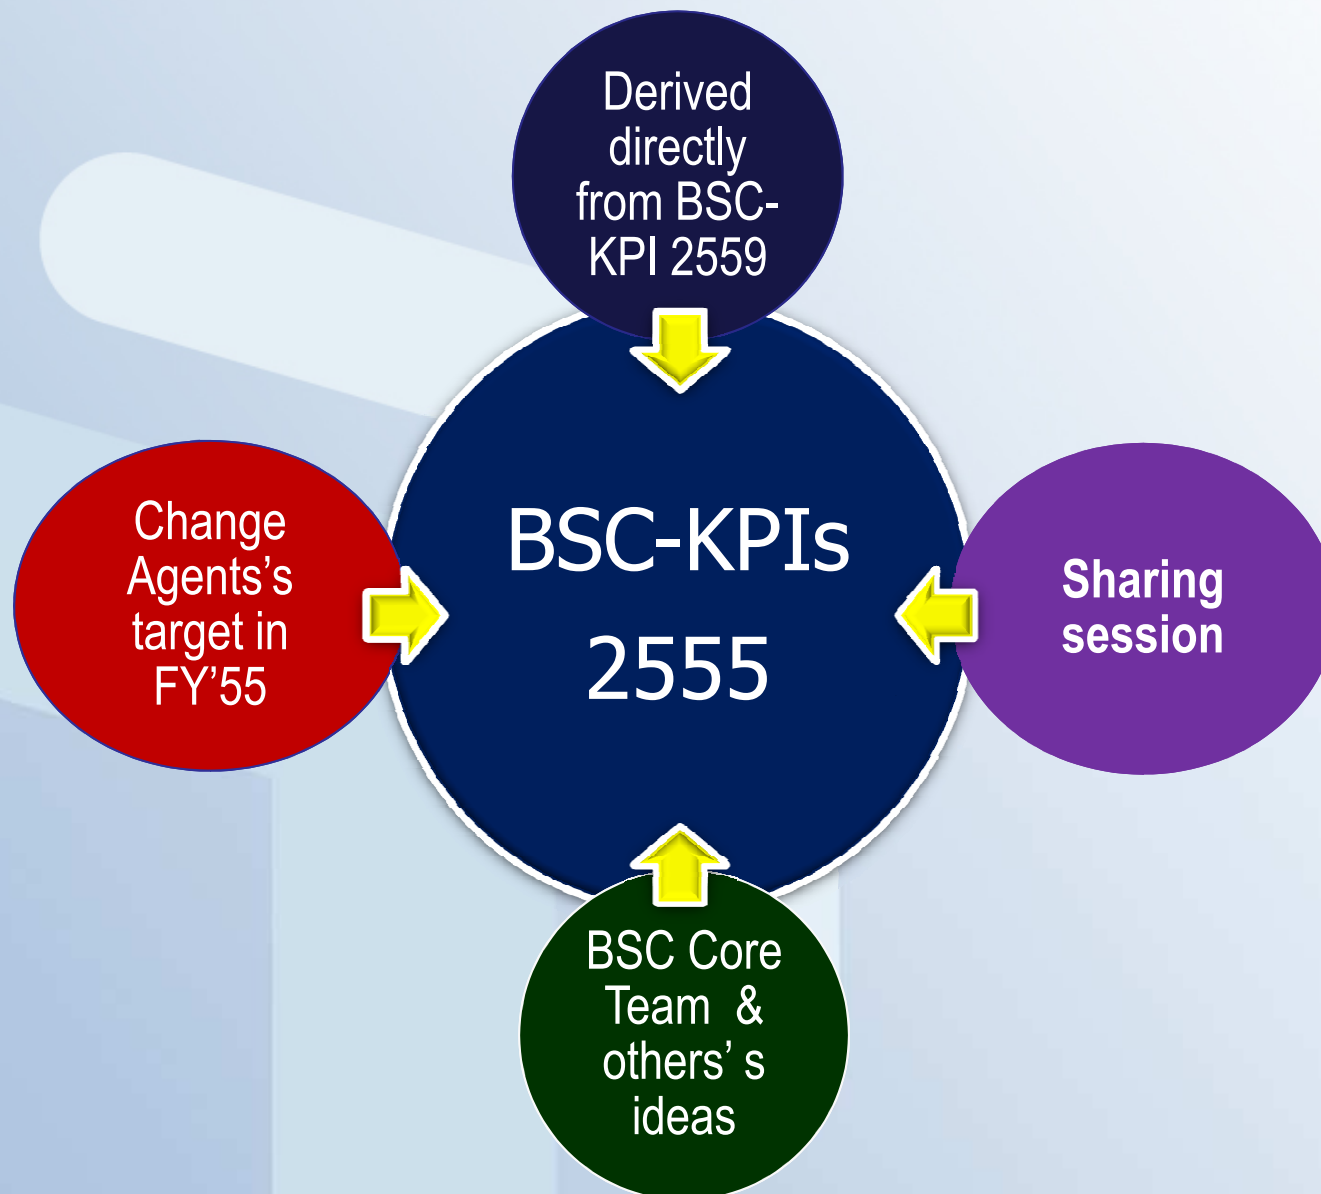 Derived
directly
from BSC-
KPI 2559
Change
Agents's
target in
FY'55
BSC-KPIs
2555
Sharing
session
BSC Core
Team  &
others' s
ideas